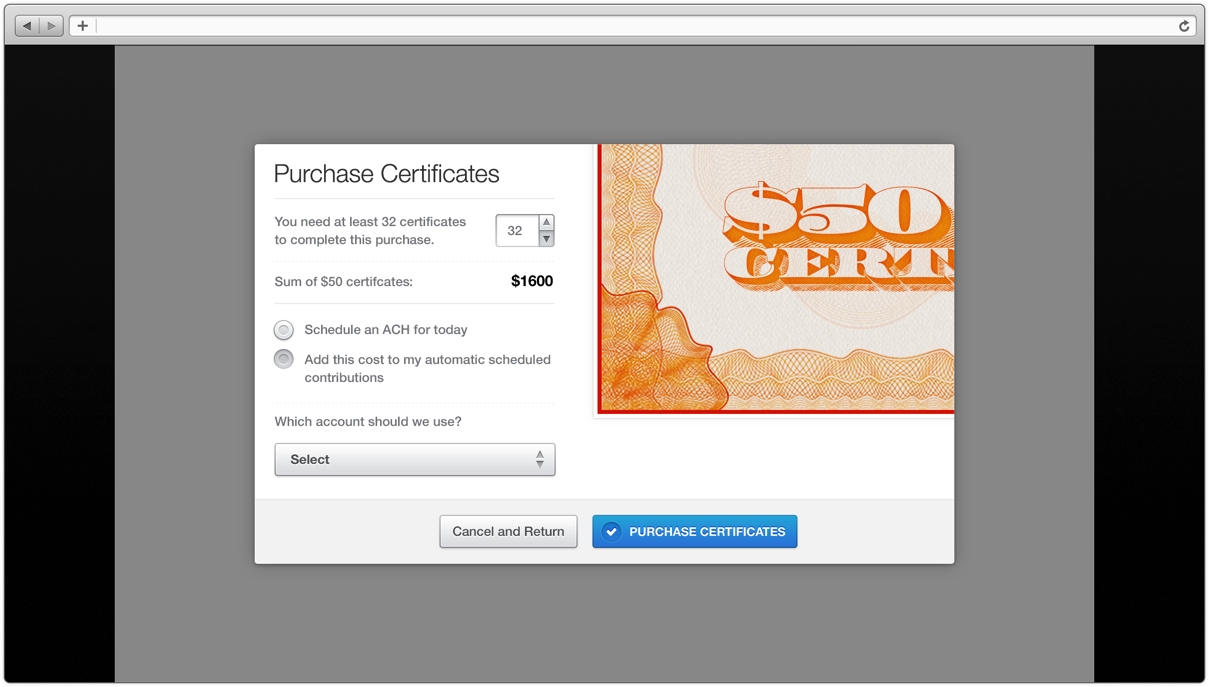 Purchase Certificates
You need at least 32 certificates
to complete this purchase.
32
Sum of $50 certifcates:
$1600
Schedule an ACH for today
Add this cost to my automatic scheduled
contributions
Which account should we use?
Select
$50
CERT
Cancel and Return
PURCHASE CERTIFICATES